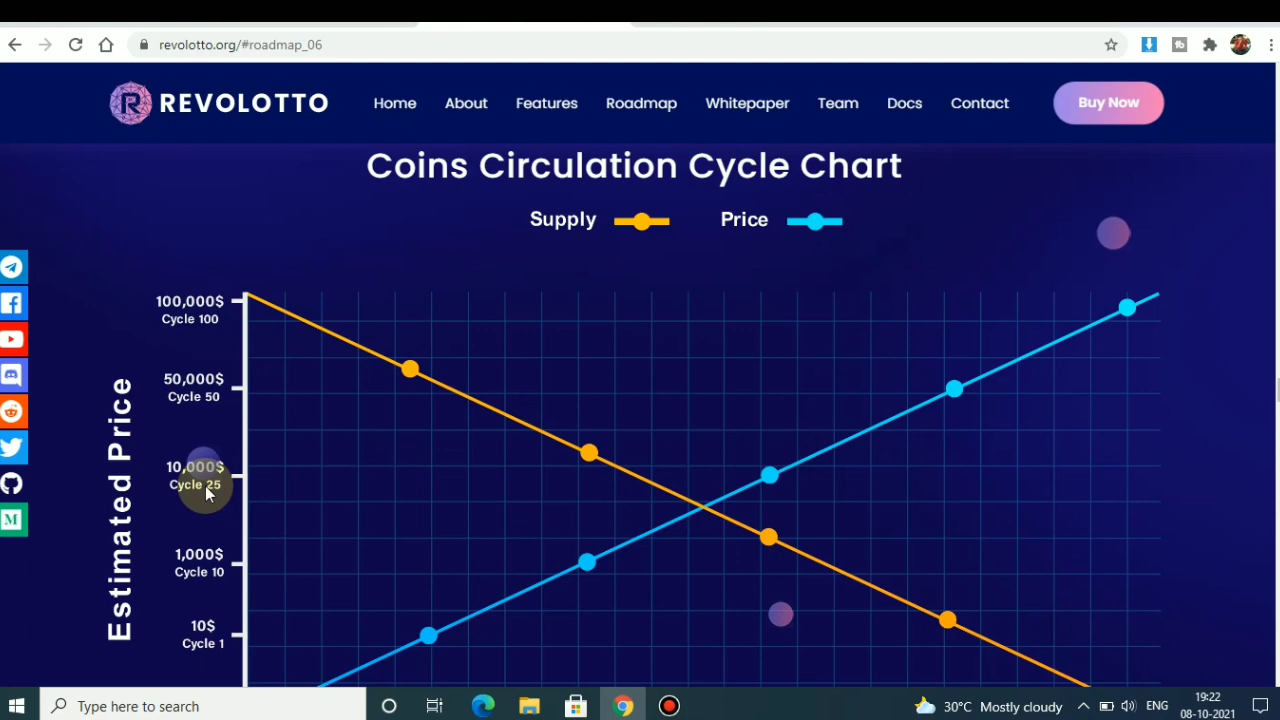 revolotto.org/#roadmap_06
R REVOLOTTO
Home About Features Roadmap Whitepaper Team Docs Contact Buy Now
Coins Circulation Cycle Chart
Supply Price
Estimated Price
100,000$
Cycle 100
50,000$
Cycle 50
10,000$
Cycle 25
1,000$
Cycle 10
10$
Cycle 1
Type here to search
30°C Mostly cloudy
ENG
19:22
08-10-2021